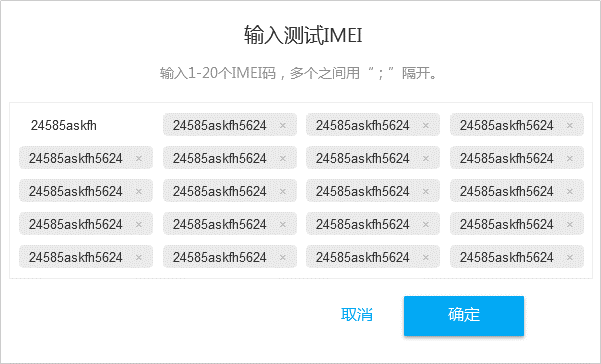 输入测试IMEI
输入1-20个IMEI码，多个之间用“；”隔开。
24585askfh 24585askfh5624 × 24585askfh5624 × 24585askfh5624 ×
24585askfh5624 × 24585askfh5624 × 24585askfh5624 × 24585askfh5624 ×
24585askfh5624 × 24585askfh5624 × 24585askfh5624 × 24585askfh5624 ×
24585askfh5624 × 24585askfh5624 × 24585askfh5624 × 24585askfh5624 ×
24585askfh5624 × 24585askfh5624 × 24585askfh5624 × 24585askfh5624 ×
取消 确定